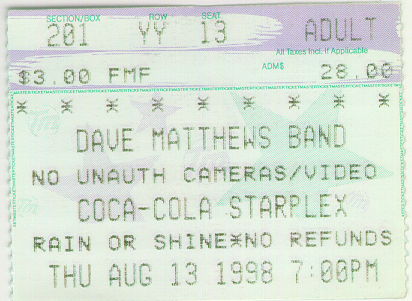 SECTION/BOX ROW SEAT
201 YY 13 ADULT
All Taxes Incl. If Applicable
$3.00 FMF ADM$ 28.00
DAVE MATTHEWS BAND
NO UNAUTH CAMERAS/VIDEO
COCA-COLA STARPLEX
RAIN OR SHINE*NO REFUNDS
THU AUG 13 1998 7:00PM